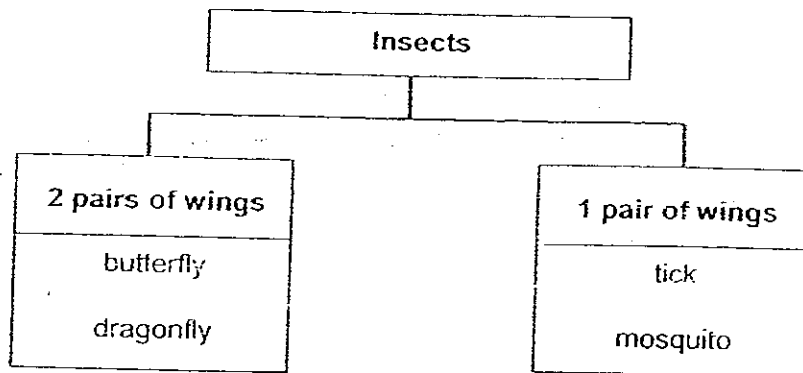 Insects
2 pairs of wings
butterfly
dragonfly
1 pair of wings
tick
mosquito